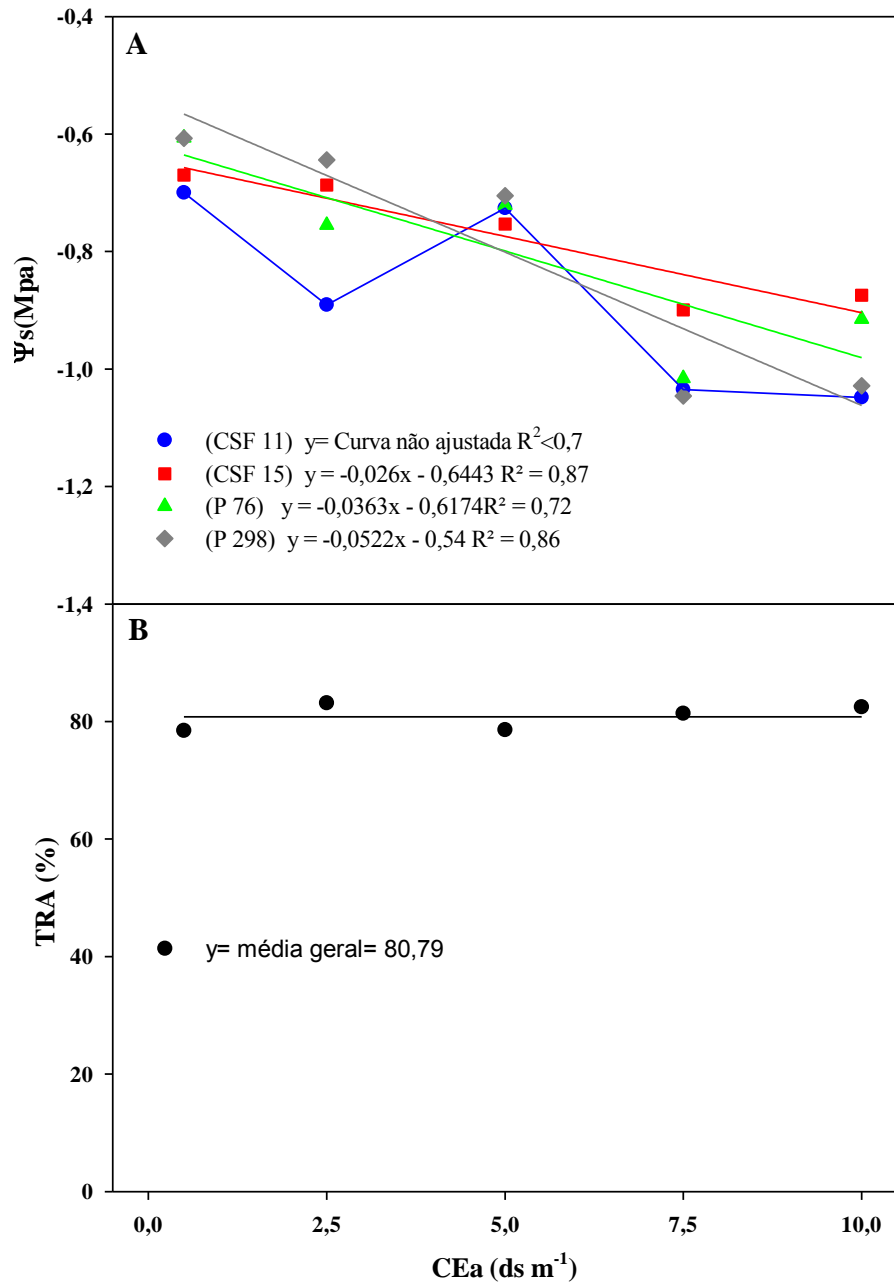 -0,4
A
-0,6
-0,8
Ψs(Mpa)
-1,0
(CSF 11) y= Curva não ajustada R²<0,7
(CSF 15) y = -0,026x - 0,6443 R² = 0,87
-1,2
(P 76) y = -0,0363x - 0,6174R² = 0,72
(P 298) y = -0,0522x - 0,54 R² = 0,86
-1,4
B
80
60
TRA (%)
40
y= média geral= 80,79
20
0
0,0 2,5 5,0 7,5 10,0
CEa (ds m⁻¹)